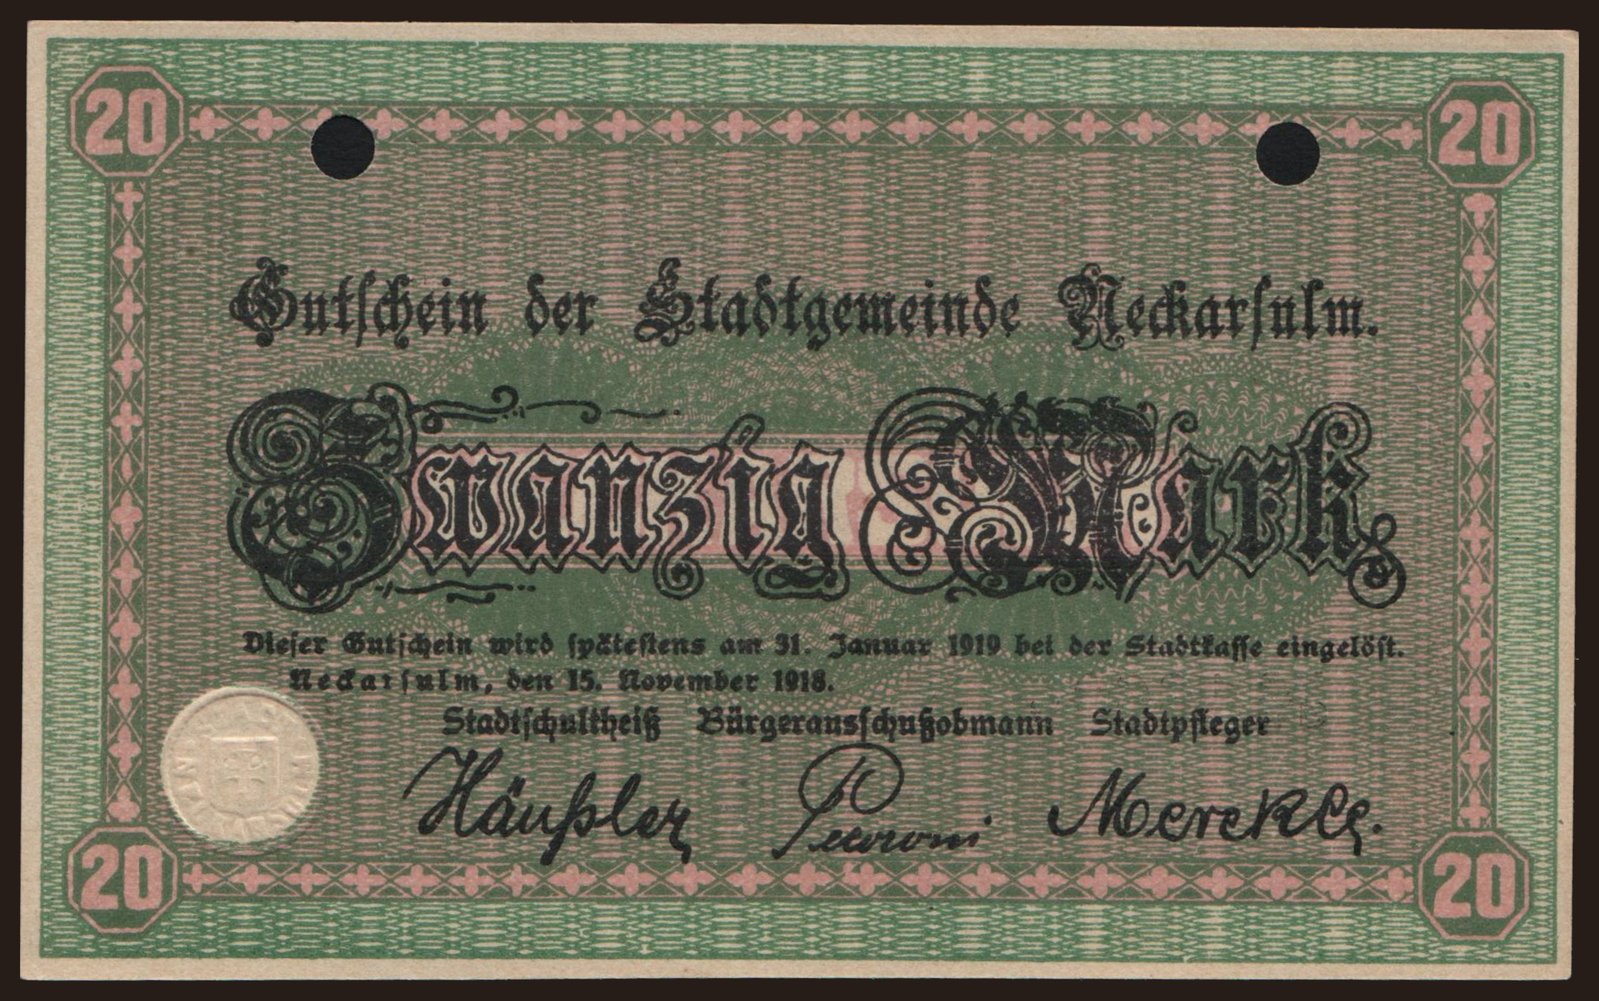 20 20
Gutschein der Stadtgemeinde Neckarsulm.
Zwanzig Mark
Dieser Gutschein wird spätestens am 31. Januar 1919 bei der Stadtkasse eingelöst.
Neckarsulm, den 15. November 1918.
Stadtschultheiß Bürgerausschußobmann Stadtpfleger
Häußler Merckle.
20 20